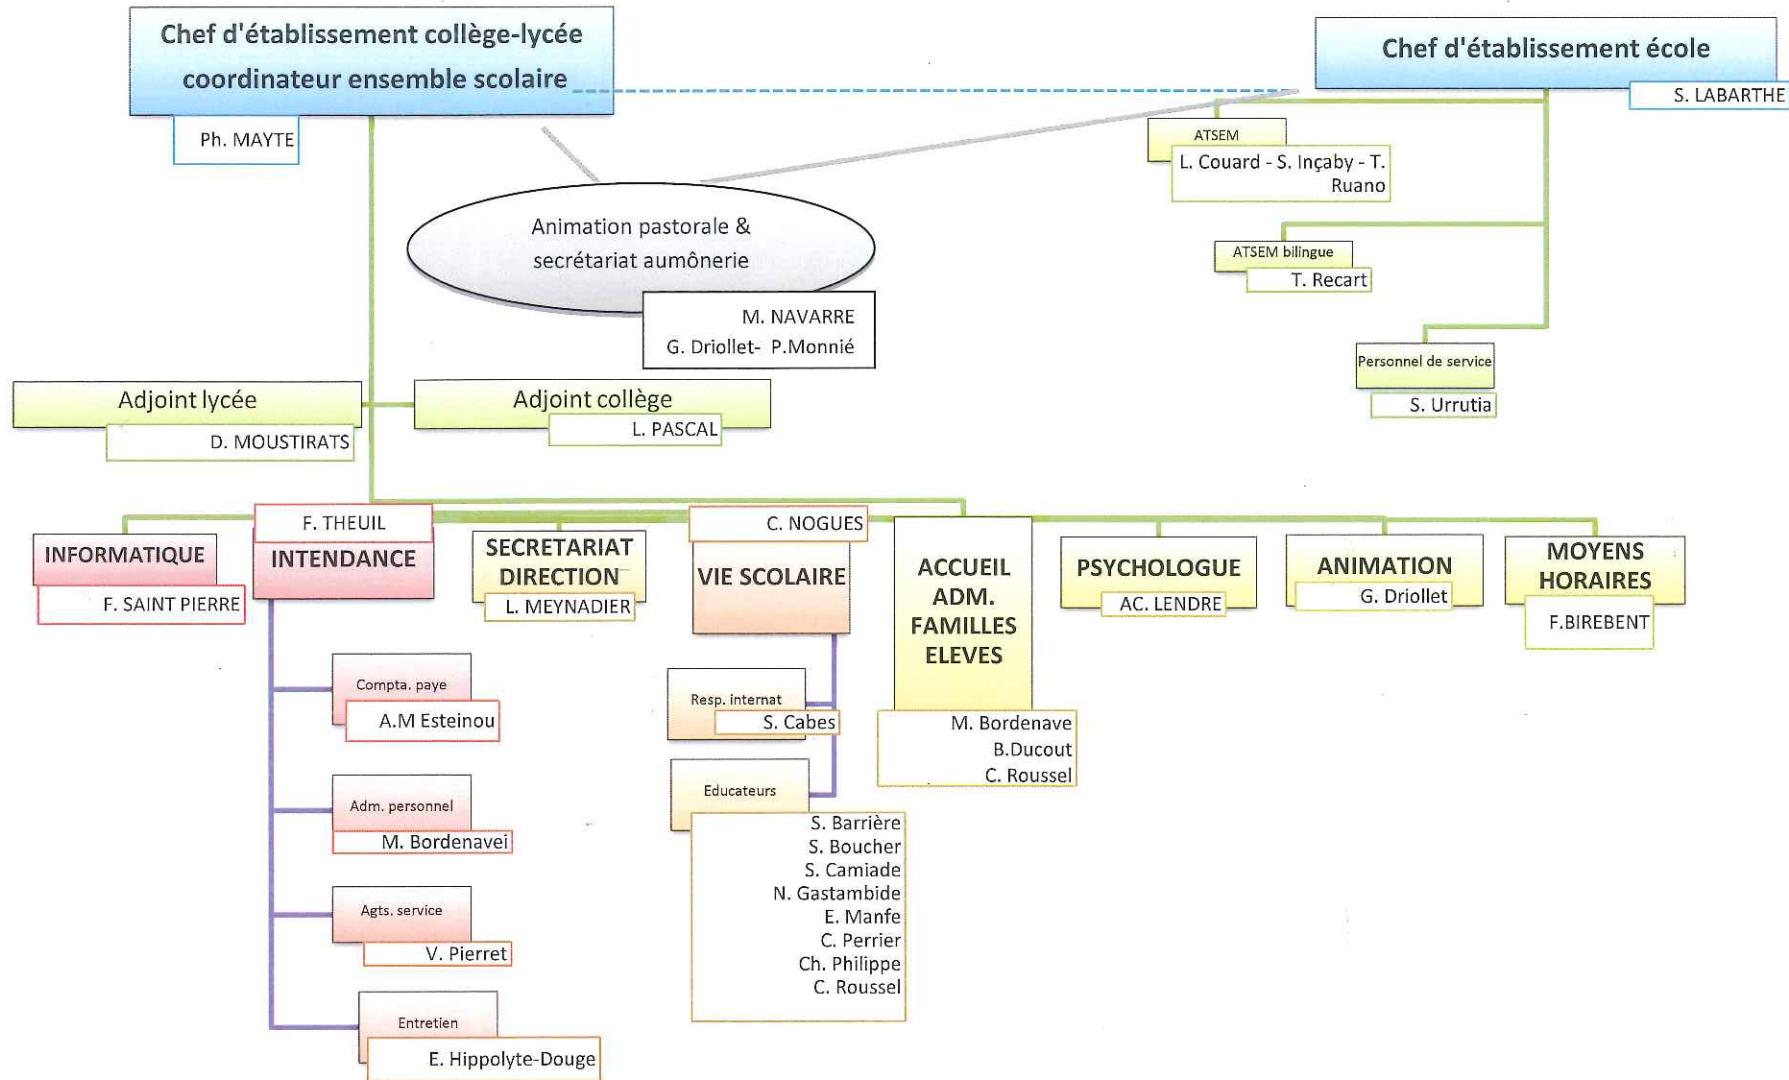 Chef d'établissement collège-lycée
coordinateur ensemble scolaire
Ph. MAYTE
Chef d'établissement école
S. LABARTHE
ATSEM
L. Couard - S. Inçaby - T.
Ruano
Animation pastorale &
secrétariat aumônerie
M. NAVARRE
G. Driollet- P.Monnié
ATSEM bilingue
T. Recart
Personnel de service
S. Urrutia
Adjoint lycée
D. MOUSTIRATS
Adjoint collège
L. PASCAL
INFORMATIQUE
F. SAINT PIERRE
F. THEUIL
INTENDANCE
SECRETARIAT
DIRECTION
L. MEYNADIER
C. NOGUES
VIE SCOLAIRE
ACCUEIL
ADM.
FAMILLES
ELEVES
M. Bordenave
B.Ducout
C. Roussel
PSYCHOLOGUE
AC. LENDRE
ANIMATION
G. Driollet
MOYENS
HORAIRES
F.BIREBENT
Compta. paye
A.M Esteinou
Adm. personnel
M. Bordenavei
Agts. service
V. Pierret
Entretien
E. Hippolyte-Douge
Resp. internat
S. Cabes
Educateurs
S. Barrière
S. Boucher
S. Camiade
N. Gastambide
E. Manfe
C. Perrier
Ch. Philippe
C. Roussel